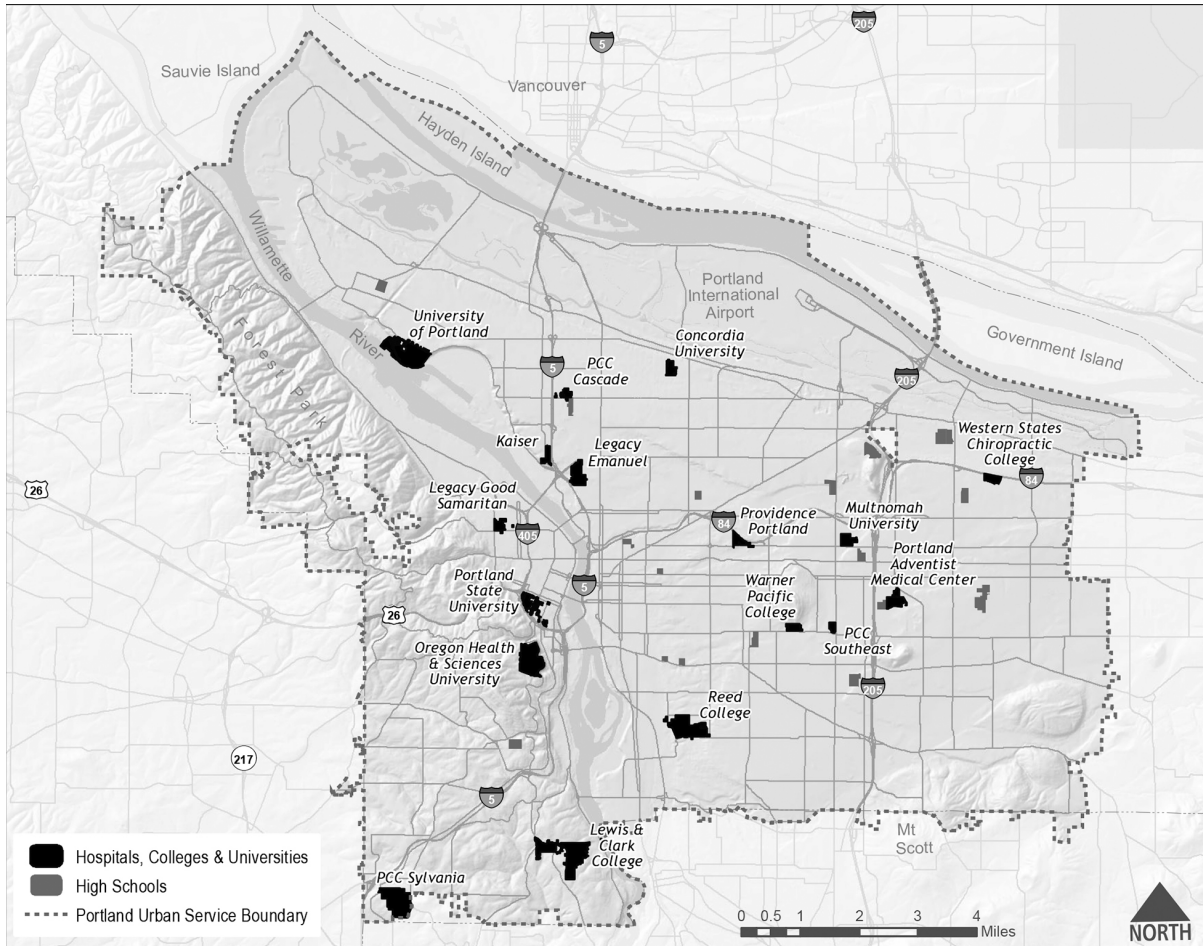 205
5
Sauvie Island
Vancouver
Hayden Island
Willamette
River
Portland
International
Airport
Government Island
University
of Portland
Concordia
University
Forest Park
5
PCC
Cascade
205
Kaiser
Legacy
Emanuel
Western States
Chiropractic
College
84
26
Legacy Good
Samaritan
405
84
Providence
Portland
Multnomah
University
Portland
Adventist
Medical Center
Portland
State
University
5
Warner
Pacific
College
26
PCC
Southeast
Oregon Health
& Sciences
University
205
Reed
College
217
5
Lewis &
Clark
College
Mt
Scott
PCC Sylvania
Hospitals, Colleges & Universities
High Schools
Portland Urban Service Boundary
0 0.5 1 2 3 4
Miles
NORTH